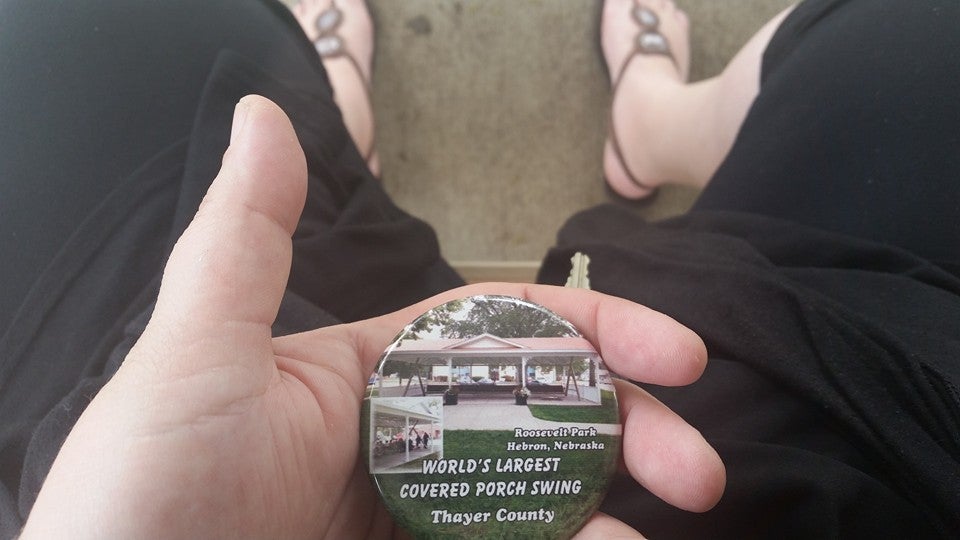 Roosevelt Park
Hebron, Nebraska
WORLD'S LARGEST
COVERED PORCH SWING
Thayer County